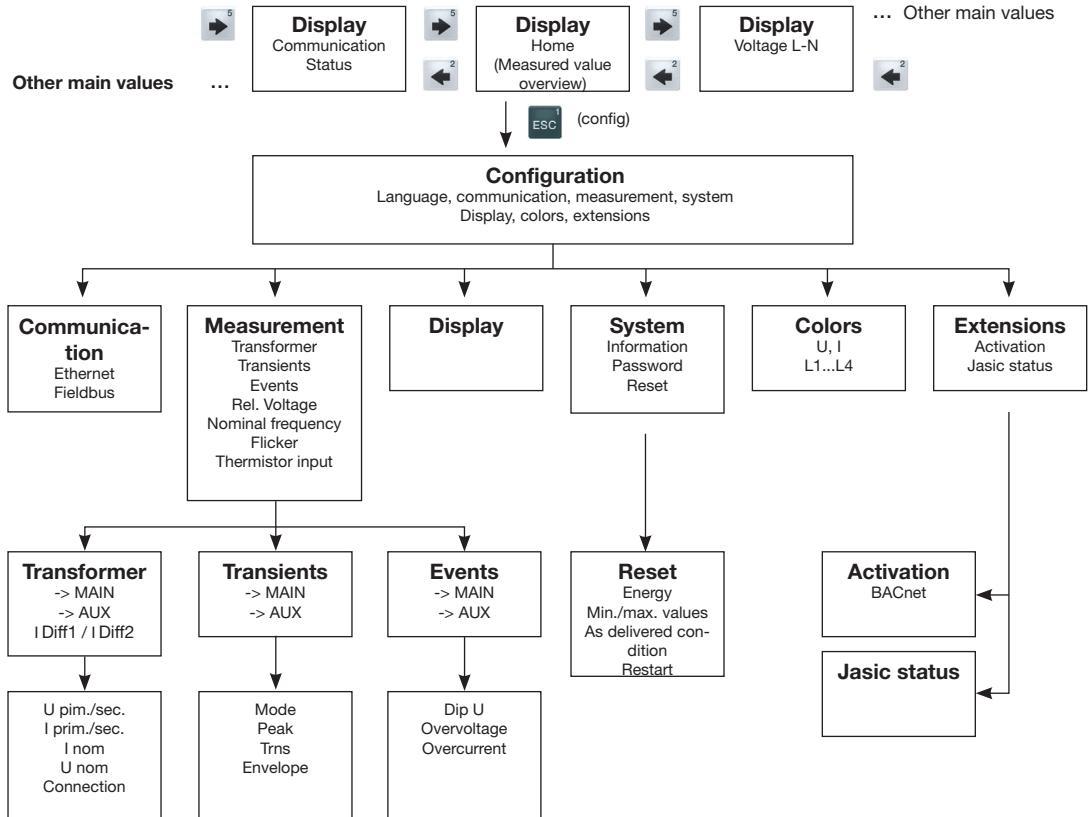 5
Display
Communication
Status
5
Display
Home
(Measured value
overview)
5
Display
Voltage L-N
... Other main values
Other main values ...
2
2
2
1
ESC
(config)
Configuration
Language, communication, measurement, system
Display, colors, extensions
Communica-
tion
Ethernet
Fieldbus
Measurement
Transformer
Transients
Events
Rel. Voltage
Nominal frequency
Flicker
Thermistor input
Display
System
Information
Password
Reset
Colors
U, I
L1...L4
Extensions
Activation
Jasic status
Transformer
-> MAIN
-> AUX
I Diff1 / I Diff2
Transients
-> MAIN
-> AUX
Events
-> MAIN
-> AUX
Reset
Energy
Min./max. values
As delivered con-
dition
Restart
Activation
BACnet
Jasic status
U pim./sec.
I prim./sec.
I nom
U nom
Connection
Mode
Peak
Trns
Envelope
Dip U
Overvoltage
Overcurrent